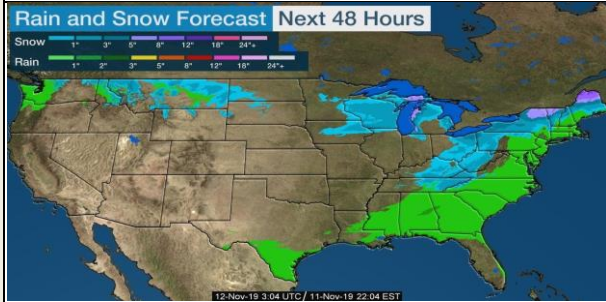 Rain and Snow Forecast Next 48 Hours
Snow 1" 3" 5" 8" 12" 18" 24"+
Rain 1" 2" 3" 5" 8" 12" 18" 24"+
12-Nov-19 3:04 UTC/ 11-Nov-19 22:04 EST